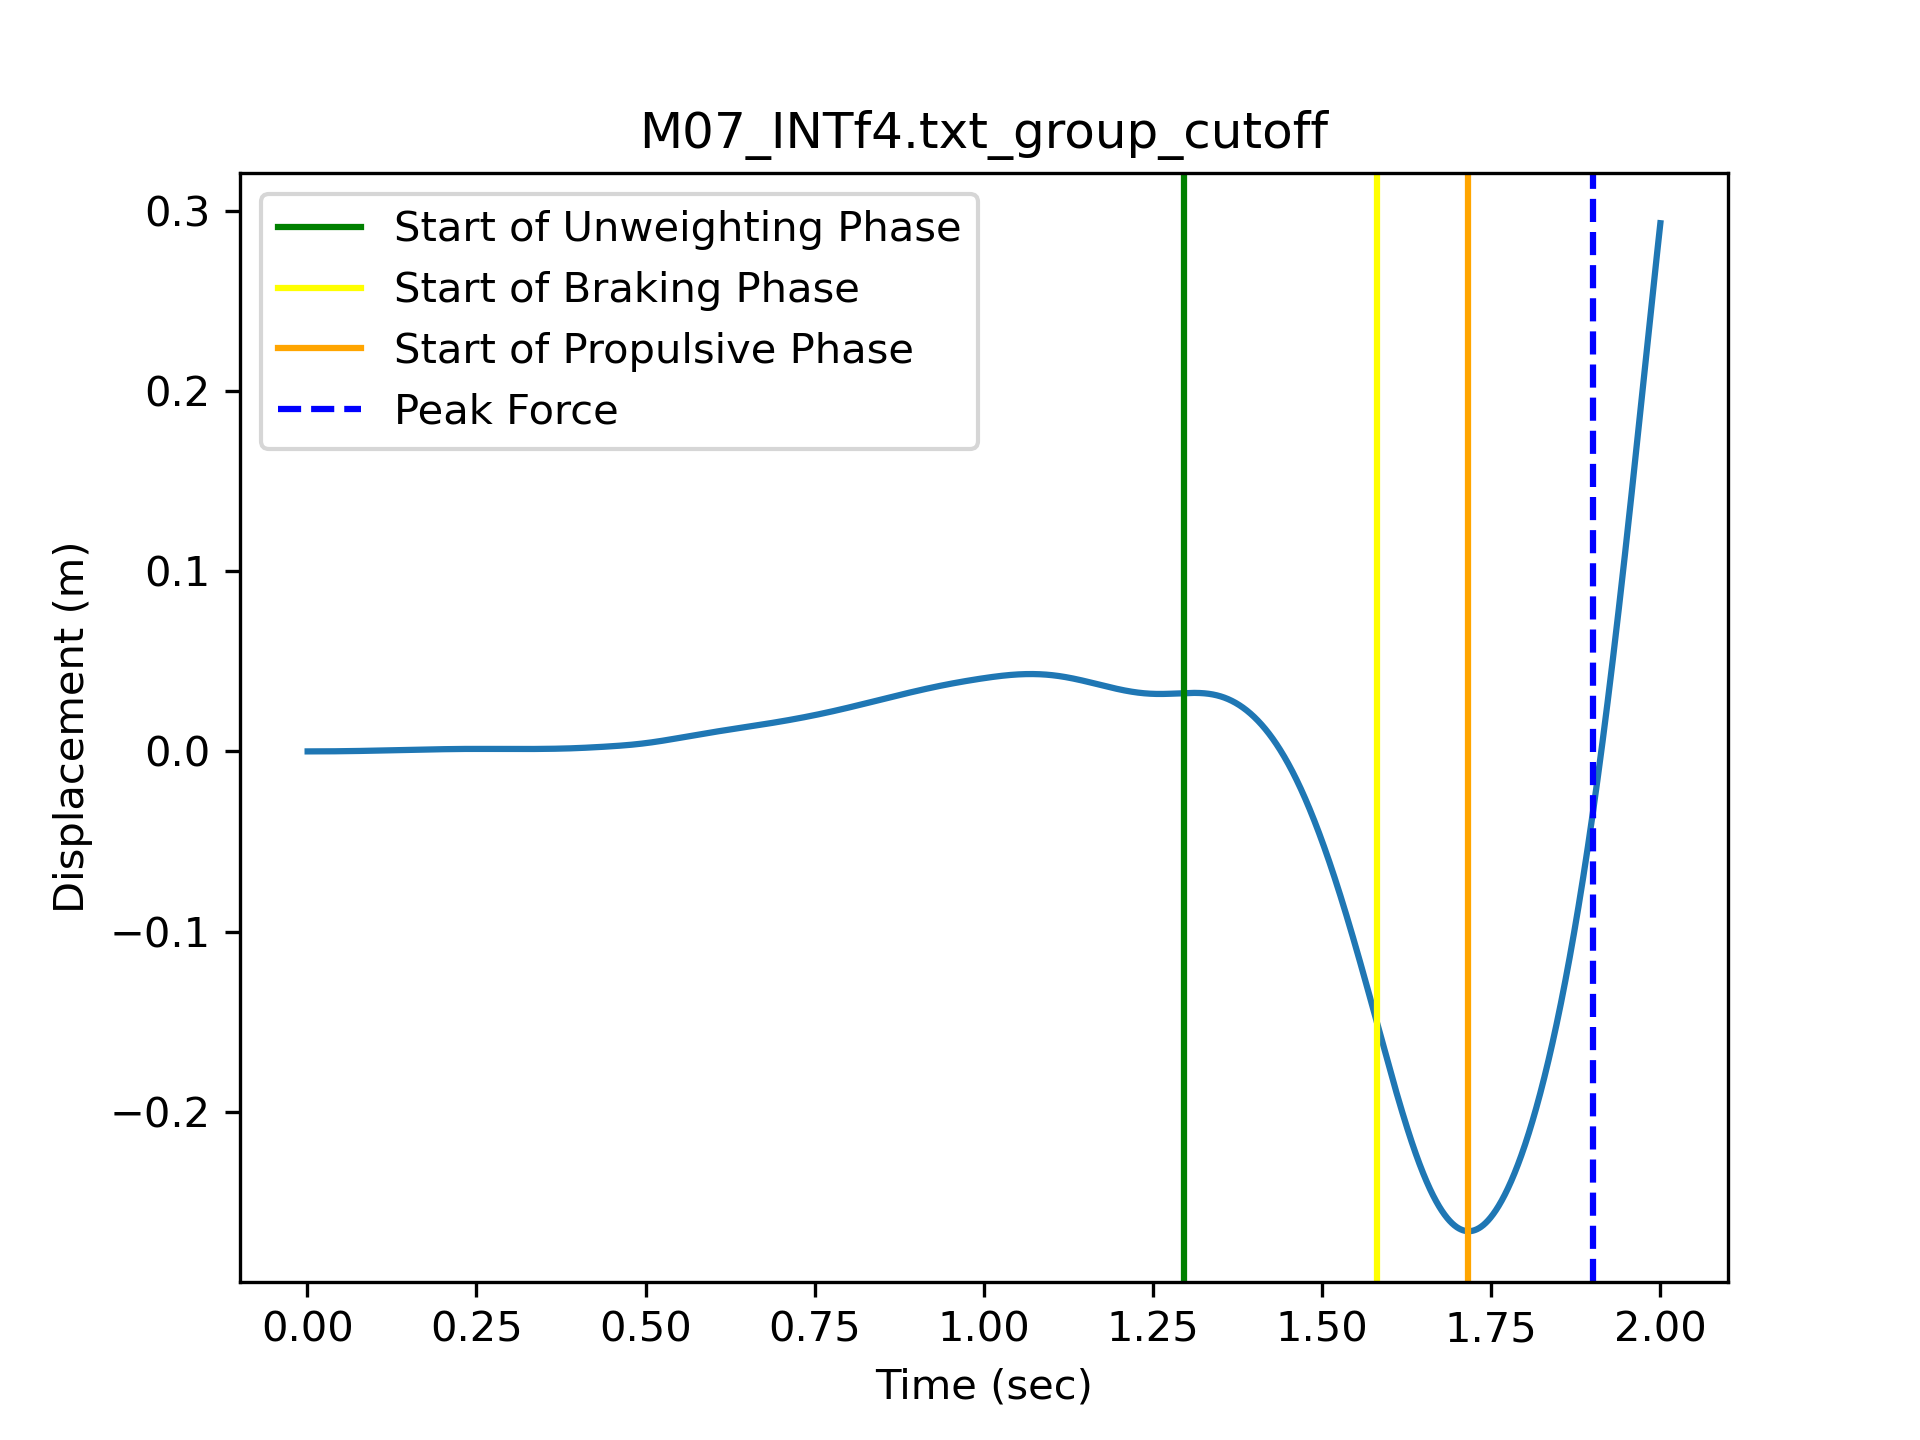 M07_INTf4.txt_group_cutoff
Start of Unweighting Phase
Start of Braking Phase
Start of Propulsive Phase
Peak Force
0.3
0.2
0.1
0.0
−0.1
−0.2
Displacement (m)
0.00 0.25 0.50 0.75 1.00 1.25 1.50 1.75 2.00
Time (sec)